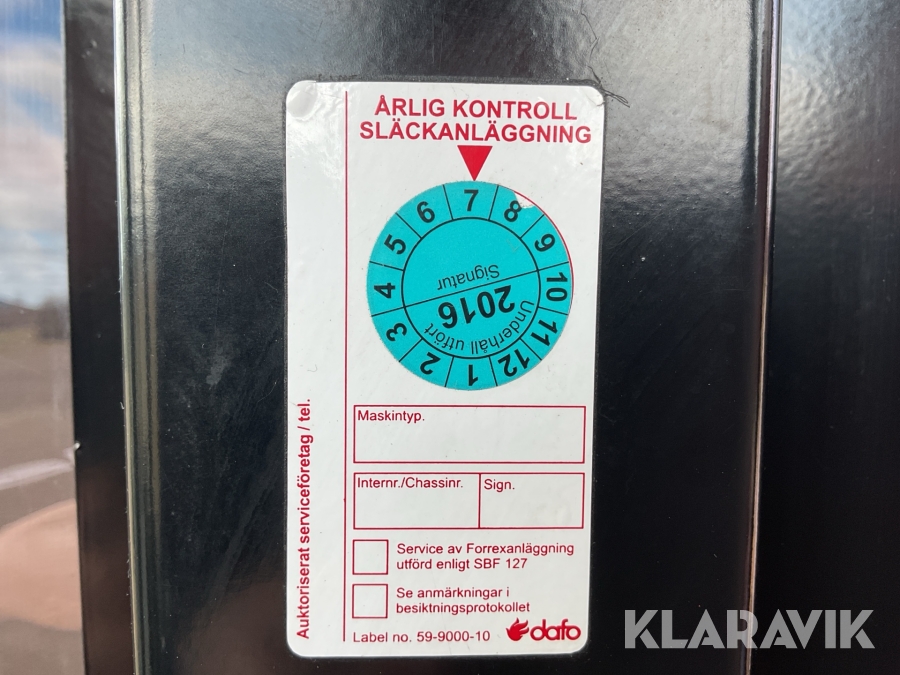 ÅRLIG KONTROLL
SLÄCKANLÄGGNING
1 2 3 4 5 6 7 8 9 10 11 12
Signatur
2016
Underhåll utfört
Maskintyp.
Internr./Chassinr.
Sign.
Service av Forrexanläggning
utförd enligt SBF 127
Se anmärkningar i
besiktningsprotokollet
Label no. 59-9000-10
dafo
Auktoriserat serviceföretag / tel.
KLARAVIK